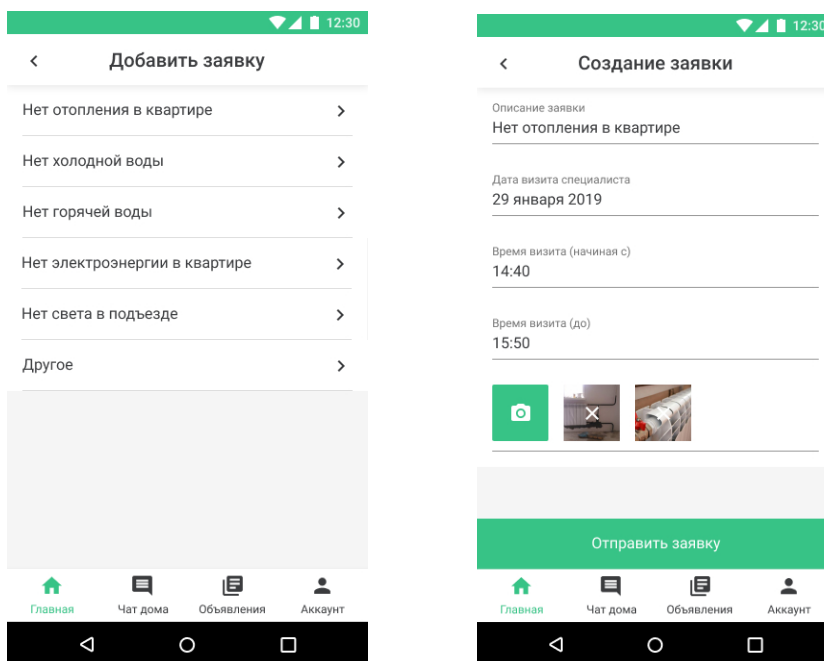 12:30
Добавить заявку
Нет отопления в квартире
Нет холодной воды
Нет горячей воды
Нет электроэнергии в квартире
Нет света в подъезде
Другое
Главная
Чат дома
Объявления
Аккаунт
12:30
Создание заявки
Описание заявки
Нет отопления в квартире
Дата визита специалиста
29 января 2019
Время визита (начиная с)
14:40
Время визита (до)
15:50
Отправить заявку
Главная
Чат дома
Объявления
Аккаунт